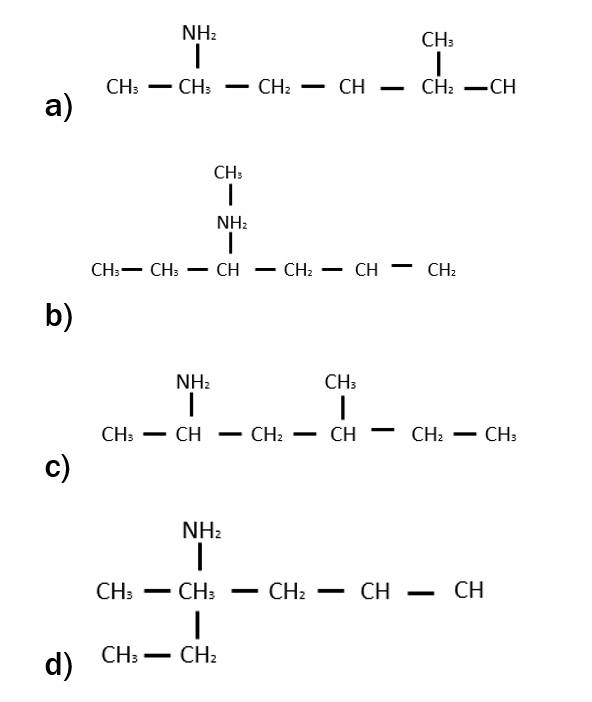 NH₂ CH₃
a) CH₃ — CH₃ — CH₂ — CH — CH₂ — CH
CH₃
NH₂
b) CH₃ — CH₃ — CH — CH₂ — CH — CH₂
NH₂ CH₃
c) CH₃ — CH — CH₂ — CH — CH₂ — CH₃
NH₂
CH₃ — CH₃ — CH₂ — CH — CH
d) CH₃ — CH₂